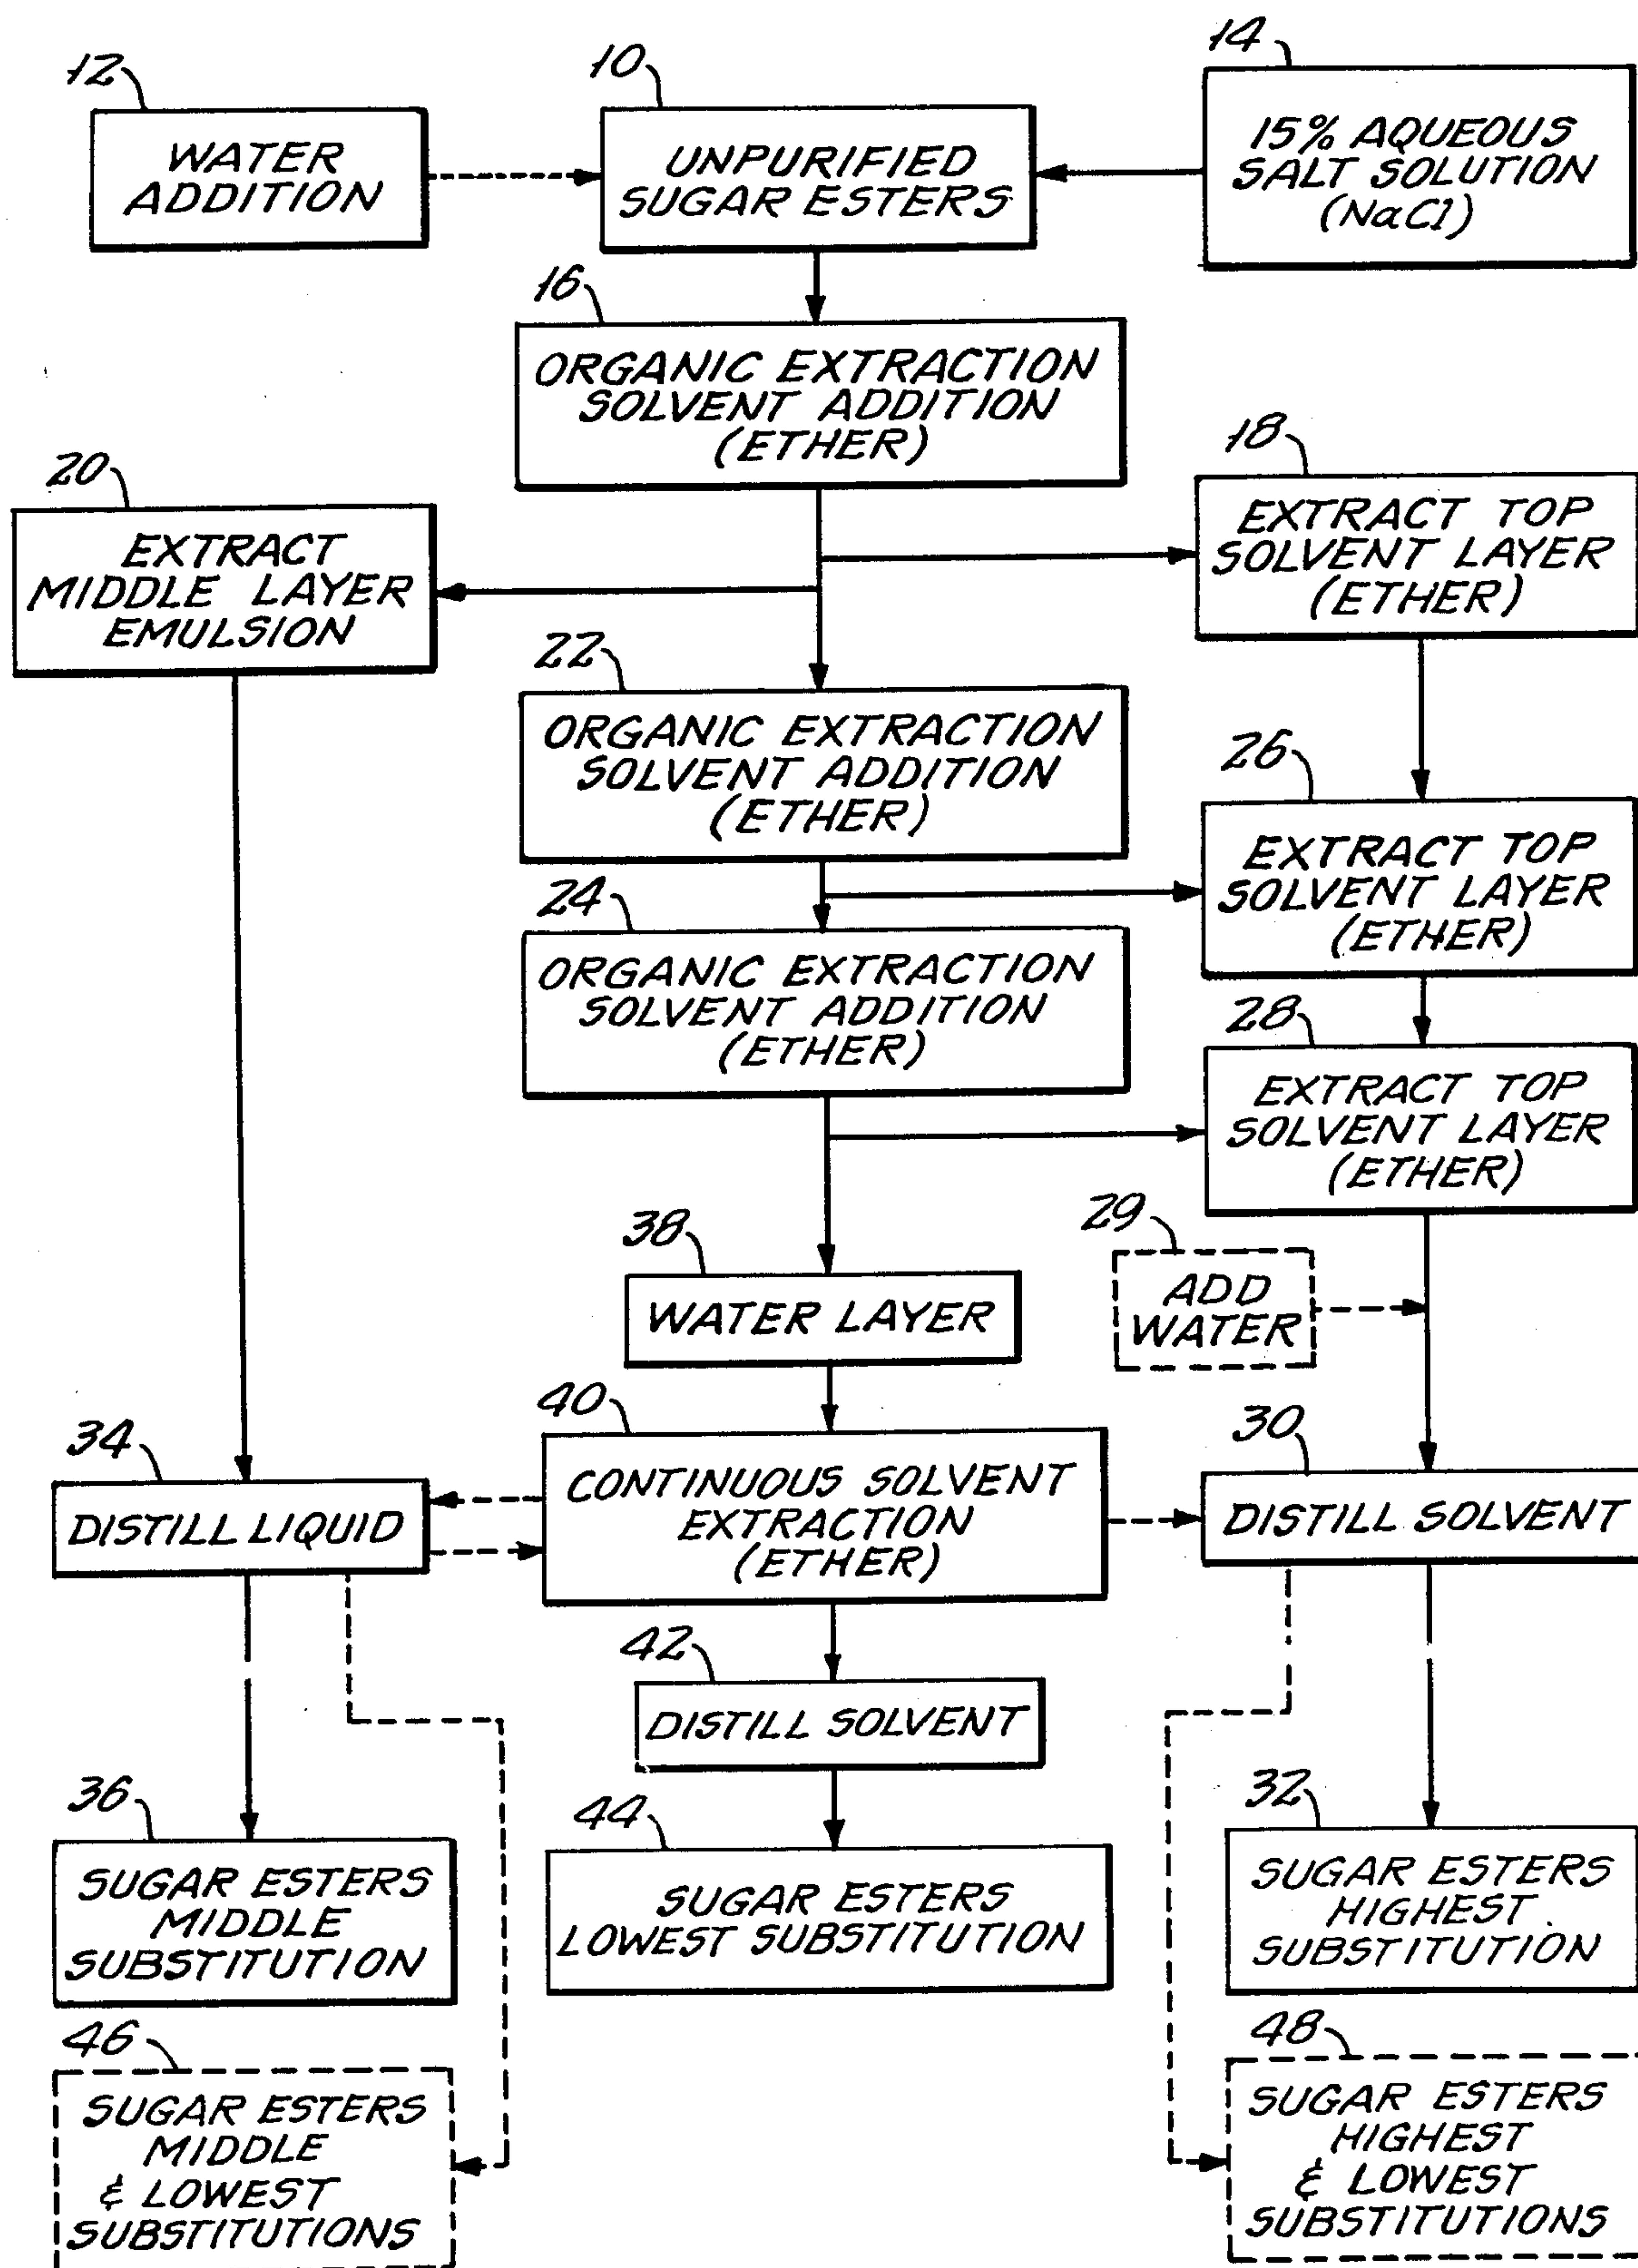 12
WATER
ADDITION
10
UNPURIFIED
SUGAR ESTERS
14
15% AQUEOUS
SALT SOLUTION
(NaCl)
16
ORGANIC EXTRACTION
SOLVENT ADDITION
(ETHER)
18
EXTRACT TOP
SOLVENT LAYER
(ETHER)
20
EXTRACT
MIDDLE LAYER
EMULSION
22
ORGANIC EXTRACTION
SOLVENT ADDITION
(ETHER)
26
EXTRACT TOP
SOLVENT LAYER
(ETHER)
24
ORGANIC EXTRACTION
SOLVENT ADDITION
(ETHER)
28
EXTRACT TOP
SOLVENT LAYER
(ETHER)
29
ADD
WATER
38
WATER LAYER
34
DISTILL LIQUID
40
CONTINUOUS SOLVENT
EXTRACTION
(ETHER)
30
DISTILL SOLVENT
42
DISTILL SOLVENT
36
SUGAR ESTERS
MIDDLE
SUBSTITUTION
44
SUGAR ESTERS
LOWEST SUBSTITUTION
32
SUGAR ESTERS
HIGHEST
SUBSTITUTION
46
SUGAR ESTERS
MIDDLE
& LOWEST
SUBSTITUTIONS
48
SUGAR ESTERS
HIGHEST
& LOWEST
SUBSTITUTIONS